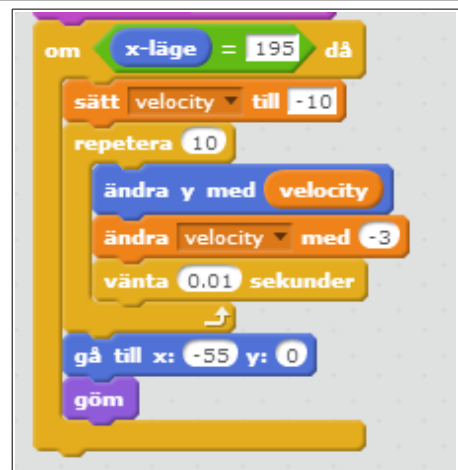 om x-läge = 195 då
sätt velocity till -10
repetera 10
ändra y med velocity
ändra velocity med -3
vänta 0.01 sekunder
gå till x: -55 y: 0
göm